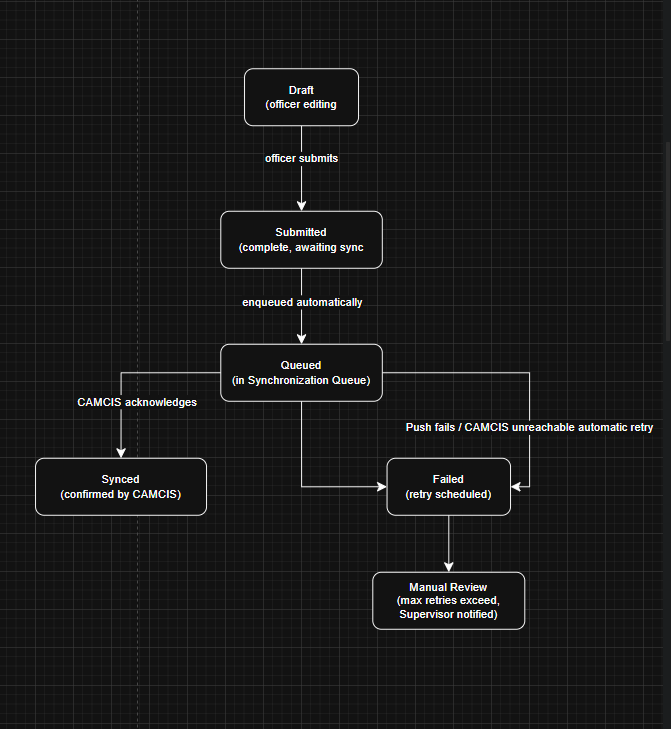 Draft
(officer editing
officer submits
Submitted
(complete, awaiting sync
enqueued automatically
Queued
(in Synchronization Queue)
CAMCIS acknowledges
Push fails / CAMCIS unreachable automatic retry
Synced
(confirmed by CAMCIS)
Failed
(retry scheduled)
Manual Review
(max retries exceed,
Supervisor notified)